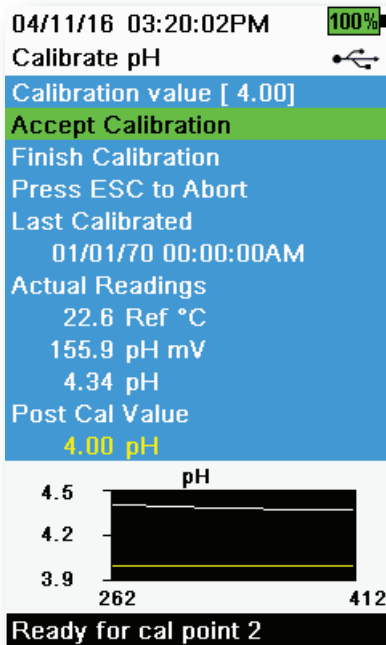 04/11/16 03:20:02PM 100%
Calibrate pH
Calibration value [ 4.00]
Accept Calibration
Finish Calibration
Press ESC to Abort
Last Calibrated
01/01/70 00:00:00AM
Actual Readings
22.6 Ref °C
155.9 pH mV
4.34 pH
Post Cal Value
4.00 pH
pH
4.5
4.2
3.9
262 412
Ready for cal point 2